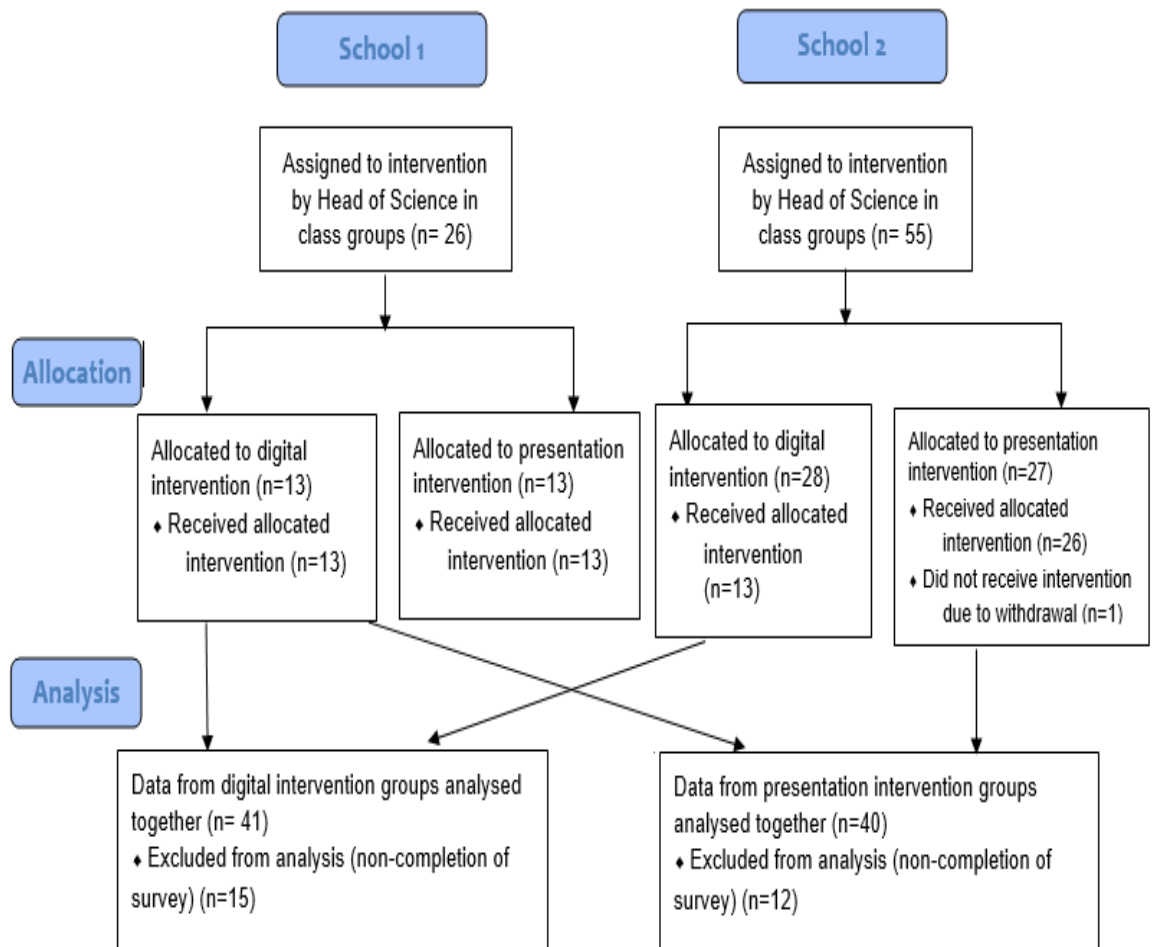 School 1
School 2
Assigned to intervention
by Head of Science in
class groups (n= 26)
Assigned to intervention
by Head of Science in
class groups (n= 55)
Allocation
Allocated to digital
intervention (n=13)
♦ Received allocated
intervention (n=13)
Allocated to presentation
intervention (n=13)
♦ Received allocated
intervention (n=13)
Allocated to digital
intervention (n=28)
♦ Received allocated
intervention
(n=13)
Allocated to presentation
intervention (n=27)
♦ Received allocated
intervention (n=26)
♦ Did not receive intervention
due to withdrawal (n=1)
Analysis
Data from digital intervention groups analysed
together (n= 41)
♦ Excluded from analysis (non-completion of
survey) (n=15)
Data from presentation intervention groups
analysed together (n=40)
♦ Excluded from analysis (non-completion of
survey) (n=12)